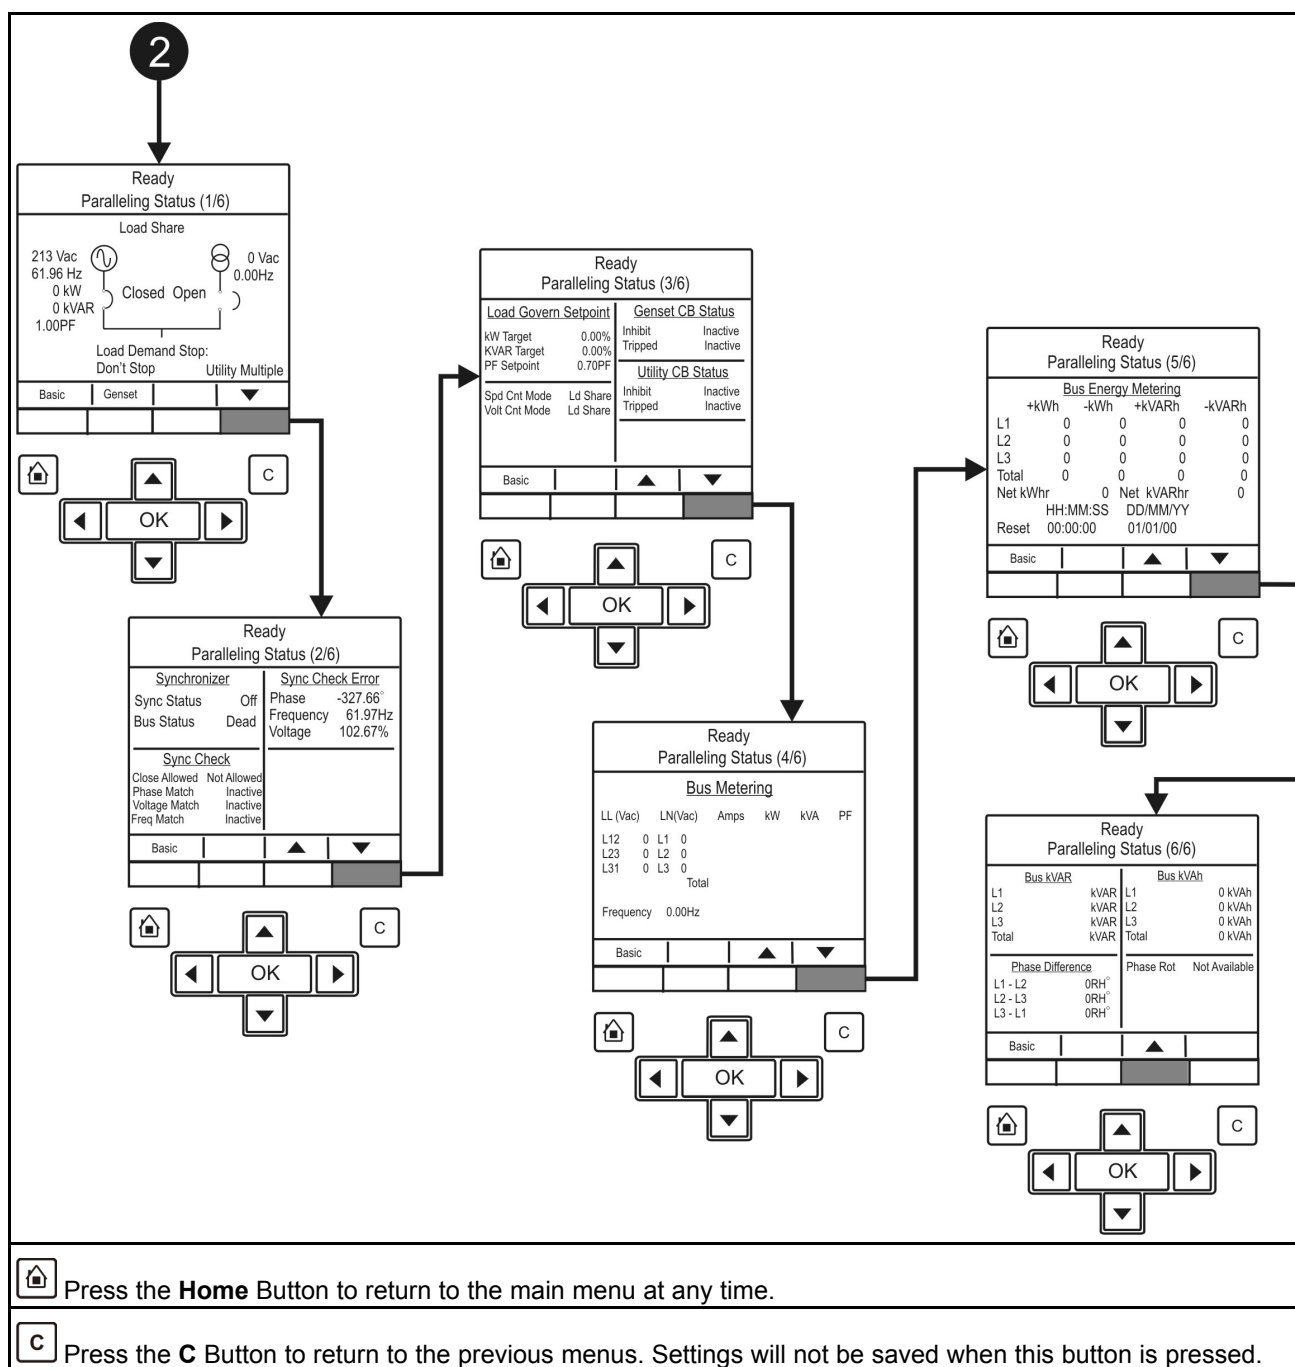 2
Ready
Paralleling Status (1/6)
Load Share
213 Vac
61.96 Hz
0 kW
0 kVAR
1.00PF
Closed Open
0 Vac
0.00Hz
Load Demand Stop:
Don't Stop Utility Multiple
Basic Genset
C
OK
Ready
Paralleling Status (2/6)
Synchronizer
Sync Status Off
Bus Status Dead
Sync Check
Close Allowed Not Allowed
Phase Match Inactive
Voltage Match Inactive
Freq Match Inactive
Sync Check Error
Phase -327.66°
Frequency 61.97Hz
Voltage 102.67%
Basic
C
OK
Ready
Paralleling Status (3/6)
Load Govern Setpoint
kW Target 0.00%
KVAR Target 0.00%
PF Setpoint 0.70PF
Spd Cnt Mode Ld Share
Volt Cnt Mode Ld Share
Genset CB Status
Inhibit Inactive
Tripped Inactive
Utility CB Status
Inhibit Inactive
Tripped Inactive
Basic
C
OK
Ready
Paralleling Status (4/6)
Bus Metering
LL (Vac) LN(Vac) Amps kW kVA PF
L12 0 L1 0
L23 0 L2 0
L31 0 L3 0
Total
Frequency 0.00Hz
Basic
C
OK
Ready
Paralleling Status (5/6)
Bus Energy Metering
+kWh -kWh +kVARh -kVARh
L1 0 0 0 0
L2 0 0 0 0
L3 0 0 0 0
Total 0 0 0 0
Net kWhr 0 Net kVARhr 0
HH:MM:SS DD/MM/YY
Reset 00:00:00 01/01/00
Basic
C
OK
Ready
Paralleling Status (6/6)
Bus kVAR
L1 kVAR
L2 kVAR
L3 kVAR
Total kVAR
Bus kVAh
L1 0 kVAh
L2 0 kVAh
L3 0 kVAh
Total 0 kVAh
Phase Difference
L1 - L2 0RH°
L2 - L3 0RH°
L3 - L1 0RH°
Phase Rot Not Available
Basic
C
OK
Press the Home Button to return to the main menu at any time.
C Press the C Button to return to the previous menus. Settings will not be saved when this button is pressed.